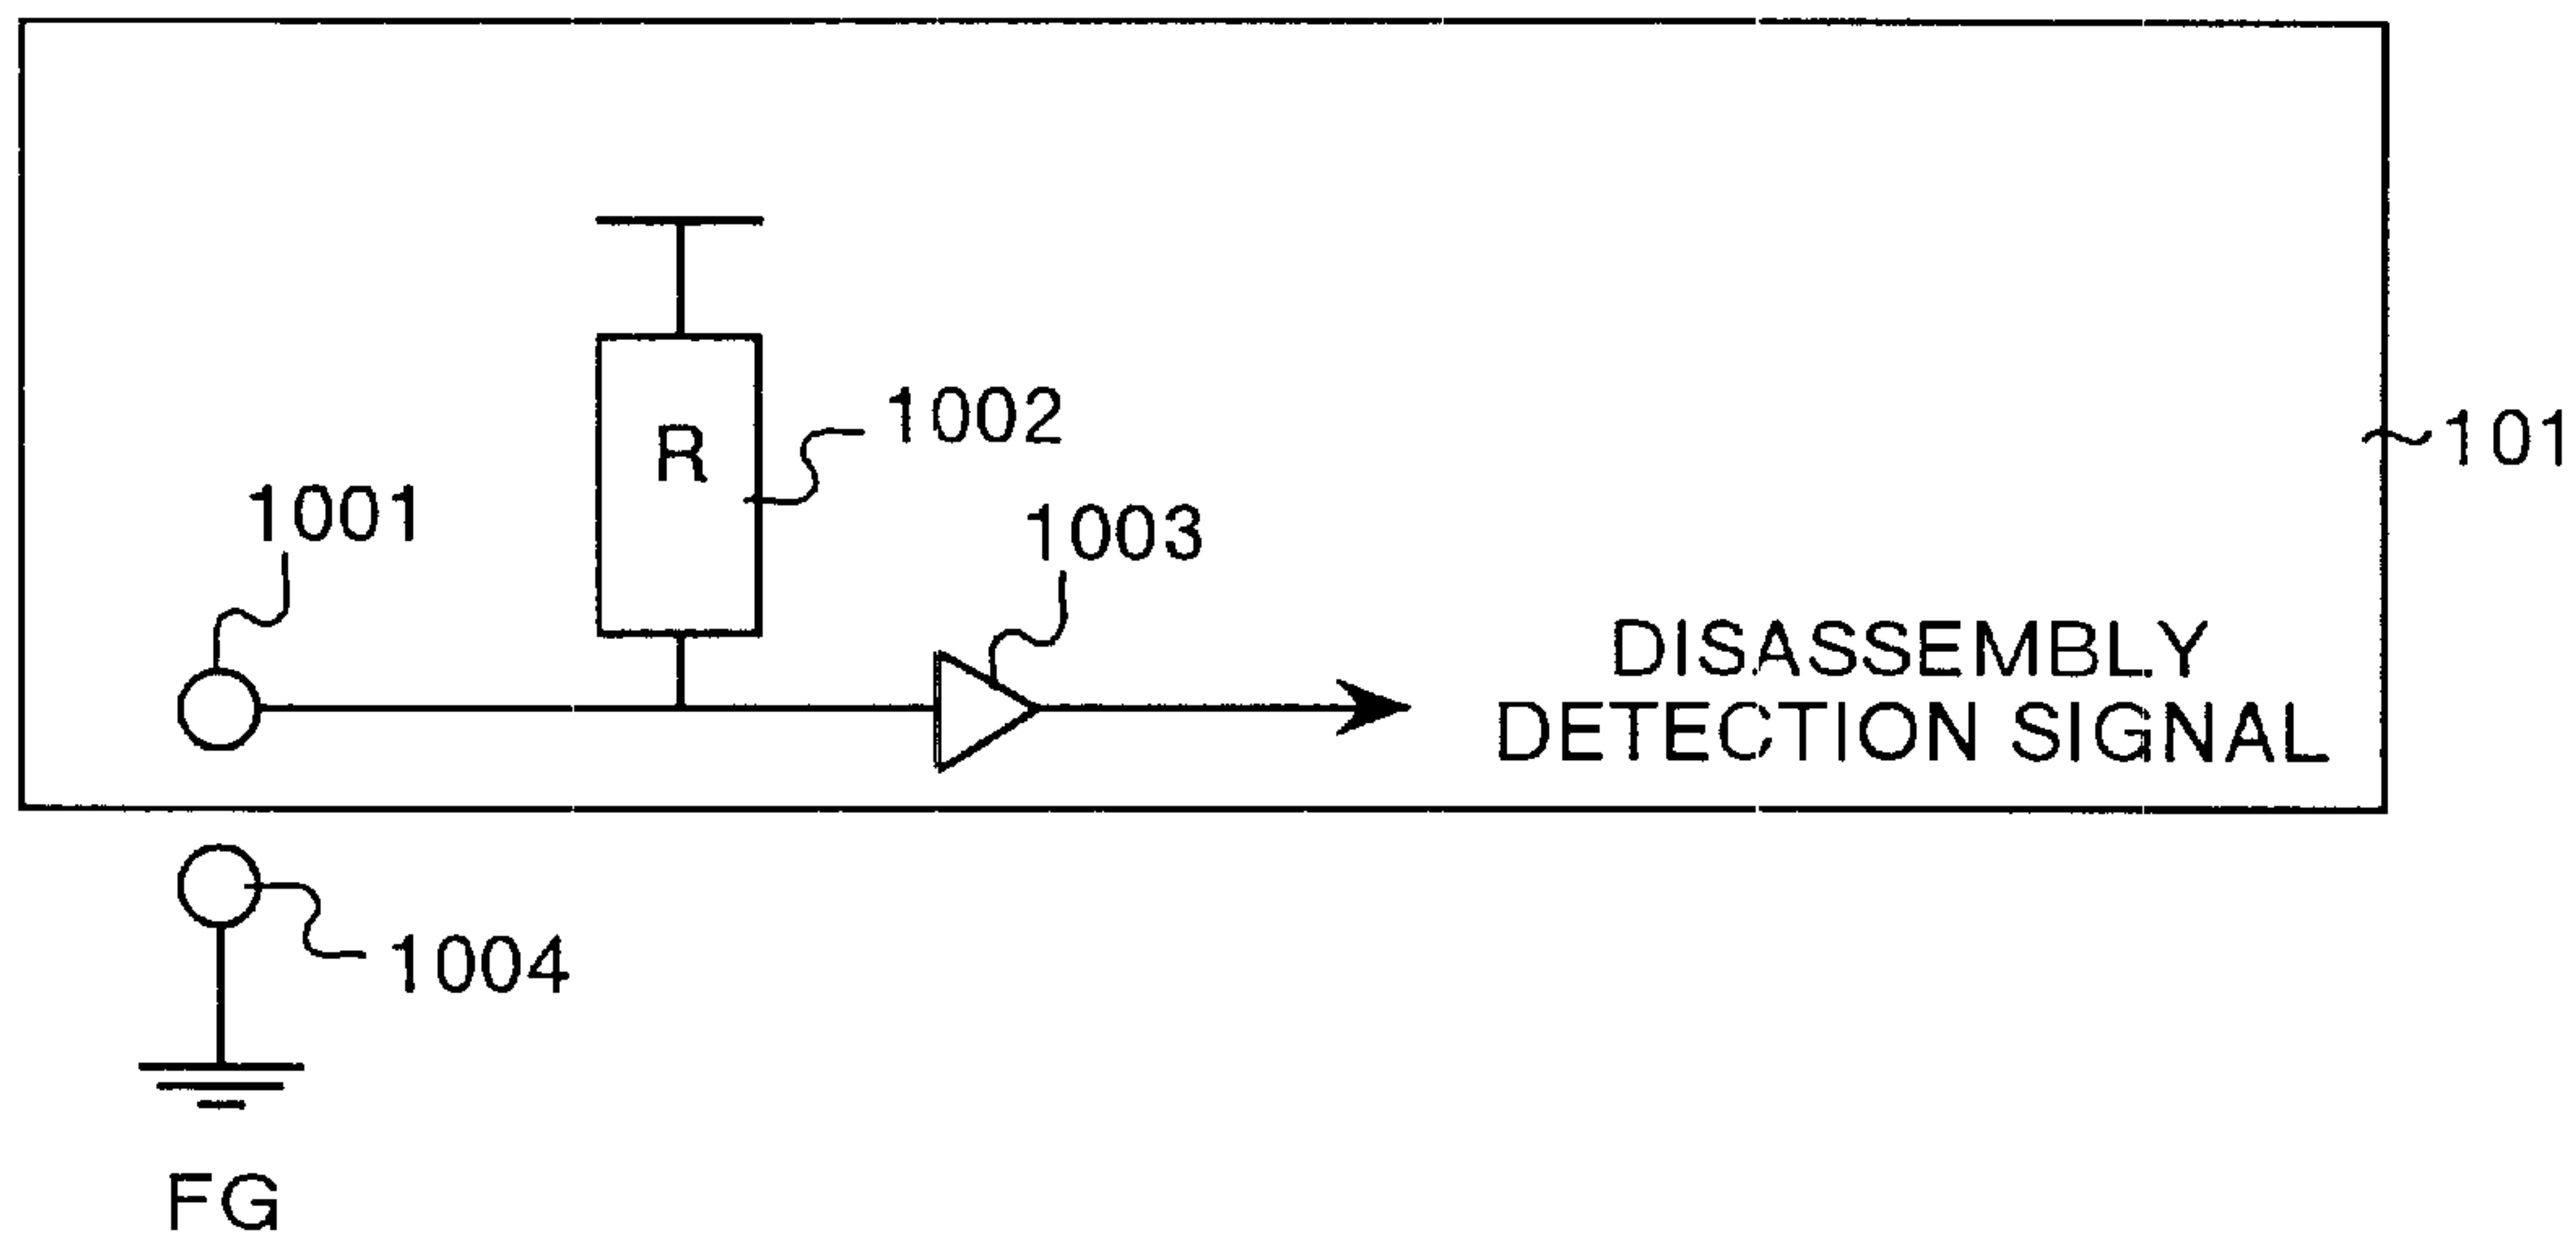 1002
R
101
1001
1003
DISASSEMBLY
DETECTION SIGNAL
1004
FG